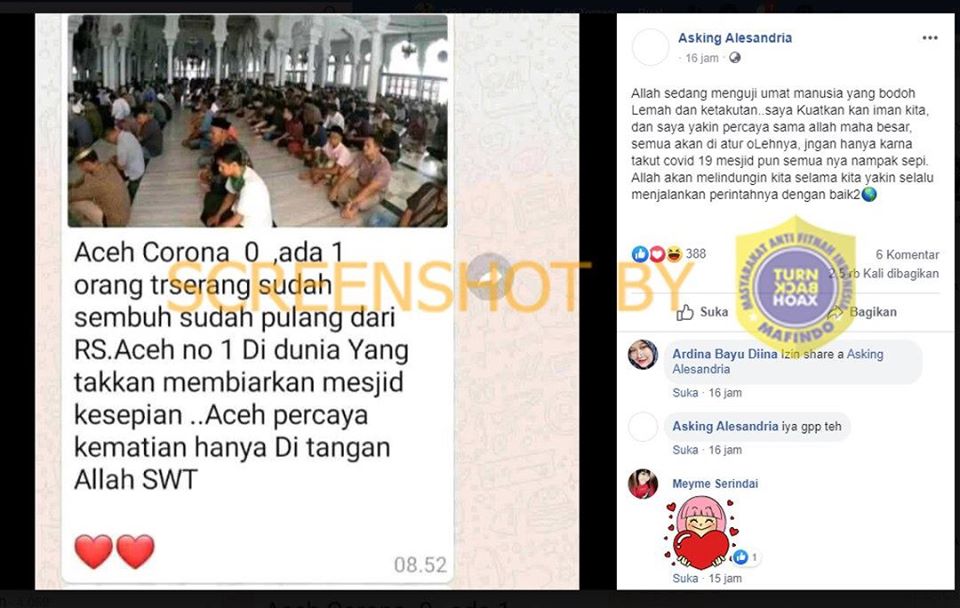 Aceh Corona 0 ,ada 1
orang trserang sudah
sembuh sudah pulang dari
RS.Aceh no 1 Di dunia Yang
takkan membiarkan mesjid
kesepian ..Aceh percaya
kematian hanya Di tangan
Allah SWT
08.52
SCREENSHOT BY
Asking Alesandria
16 jam
Allah sedang menguji umat manusia yang bodoh
Lemah dan ketakutan..saya Kuatkan kan iman kita,
dan saya yakin percaya sama allah maha besar,
semua akan di atur oLehnya, jngan hanya karna
takut covid 19 mesjid pun semua nya nampak sepi.
Allah akan melindungin kita selama kita yakin selalu
menjalankan perintahnya dengan baik2
388
6 Komentar
2.5 rb Kali dibagikan
MASYARAKAT ANTI FITNAH INDONESIA
TURN
BACK
HOAX
MAFINDO
Suka
Bagikan
Ardina Bayu Diina Izin share a Asking
Alesandria
Suka · 16 jam
Asking Alesandria iya gpp teh
Suka · 16 jam
Meyme Serindai
1
Suka · 15 jam